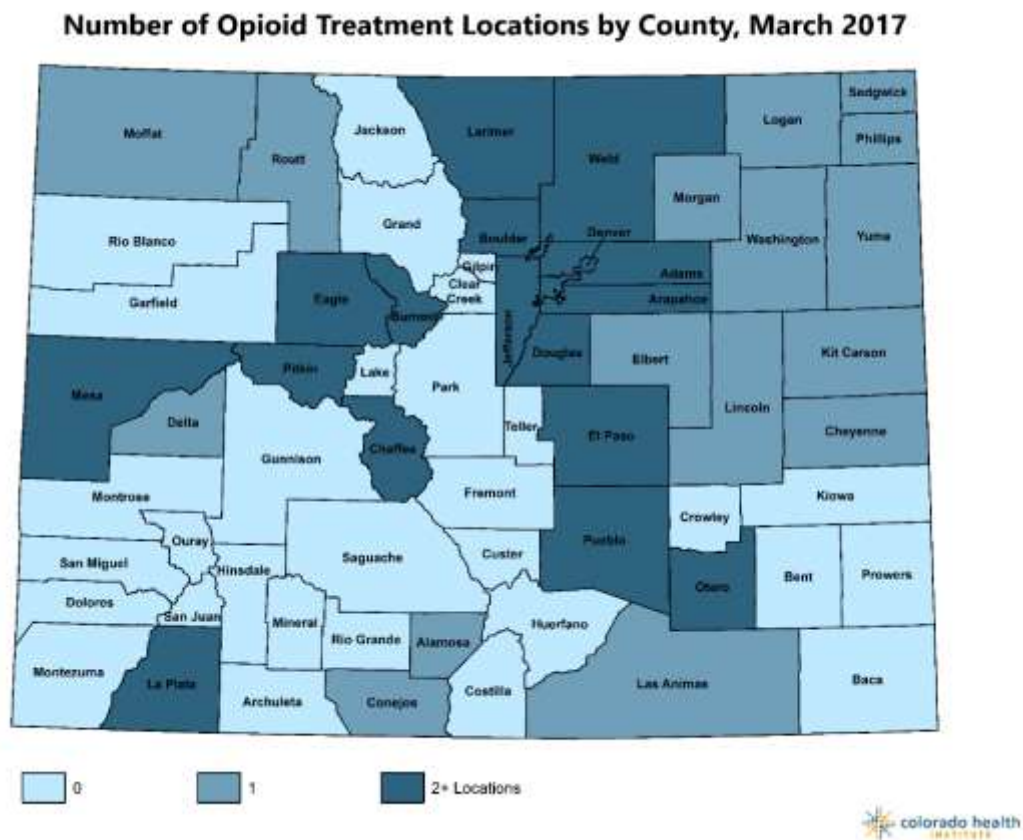 Number of Opioid Treatment Locations by County, March 2017
Sedgwick
Logan
Moffat
Jackson
Larimer
Phillips
Routt
Weld
Morgan
Grand
Denver
Yuma
Rio Blanco
Boulder
Washington
Gilpin
Adams
Clear
Creek
Garfield
Eagle
Arapahoe
Summit
Jefferson
Douglas
Elbert
Kit Carson
Pitkin
Lake
Park
Mesa
Lincoln
Delta
Teller
Cheyenne
El Paso
Chaffee
Gunnison
Montrose
Fremont
Kiowa
Crowley
Ouray
Pueblo
San Miguel
Saguache
Custer
Hinsdale
Bent
Prowers
Otero
Doloros
San Juan
Mineral
Huerfano
Rio Grande
Alamosa
Montezuma
La Plata
Las Animas
Baca
Costilla
Archuleta
Conejos
0
1
2+ Locations
colorado health
INSTITUTE